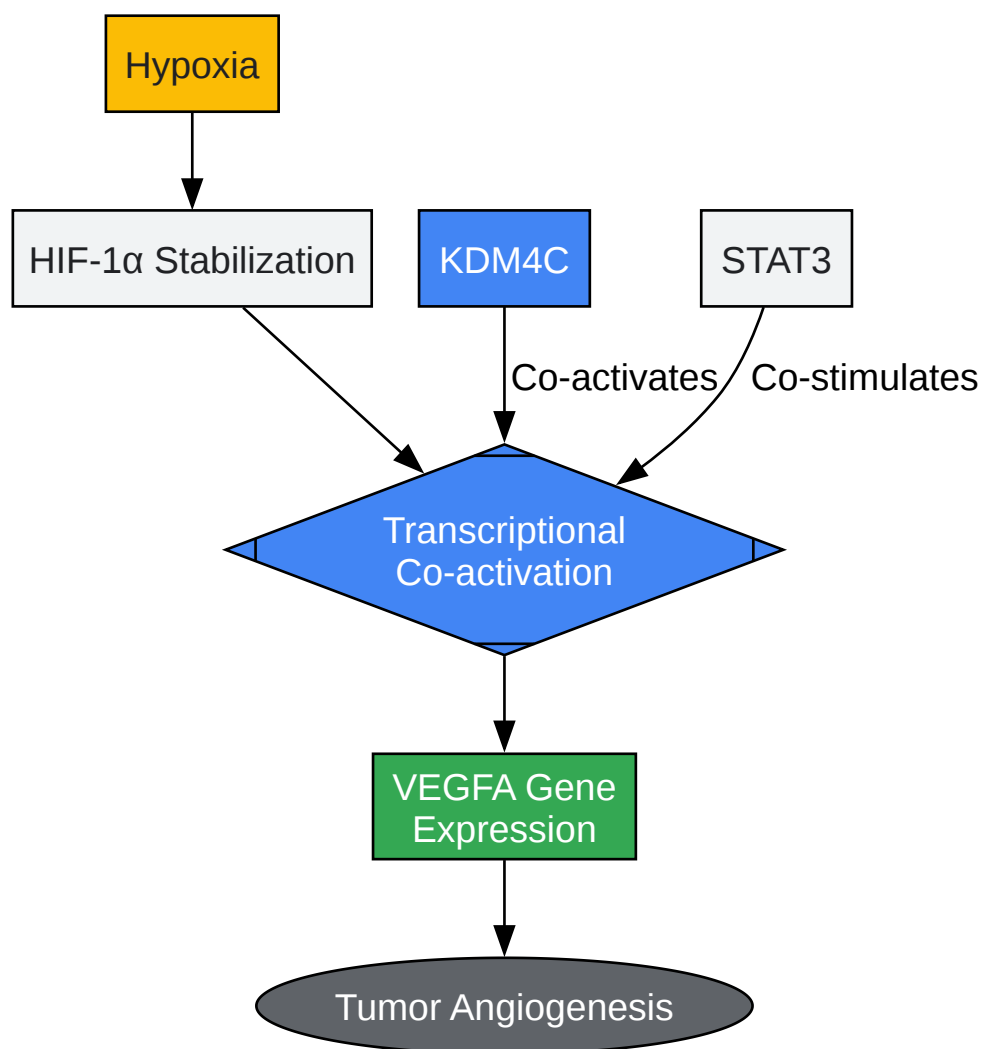 Hypoxia
HIF-1α Stabilization
KDM4C
STAT3
Co-activates
Co-stimulates
Transcriptional
Co-activation
VEGFA Gene
Expression
Tumor Angiogenesis